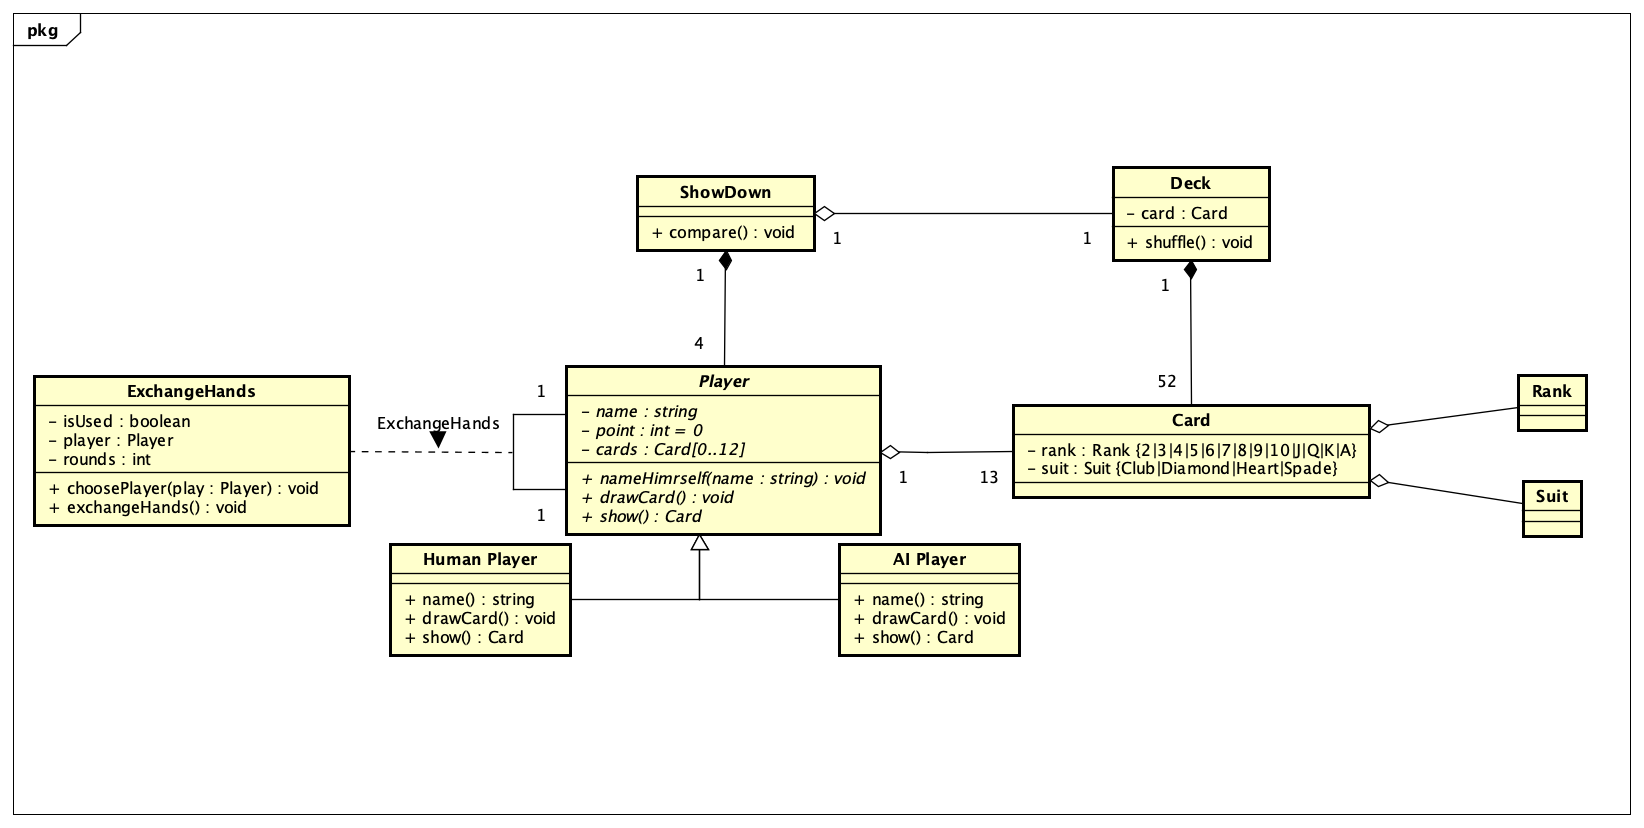 pkg
ShowDown
+ compare() : void
1
1
Deck
– card : Card
+ shuffle() : void
1
4
1
52
ExchangeHands
– isUsed : boolean
– player : Player
– rounds : int
+ choosePlayer(play : Player) : void
+ exchangeHands() : void
ExchangeHands
1
1
Player
– name : string
– point : int = 0
– cards : Card[0..12]
+ nameHimrself(name : string) : void
+ drawCard() : void
+ show() : Card
1
13
Card
– rank : Rank {2|3|4|5|6|7|8|9|10|J|Q|K|A}
– suit : Suit {Club|Diamond|Heart|Spade}
Rank
Suit
Human Player
+ name() : string
+ drawCard() : void
+ show() : Card
AI Player
+ name() : string
+ drawCard() : void
+ show() : Card